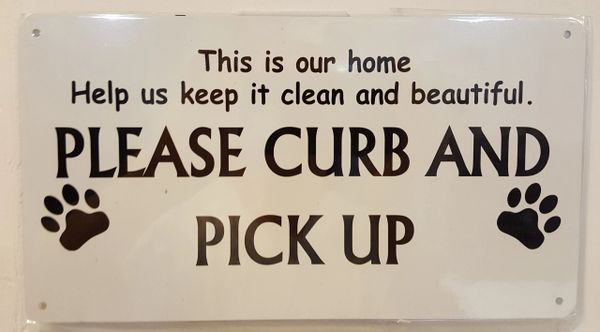 This is our home
Help us keep it clean and beautiful.
PLEASE CURB AND
PICK UP